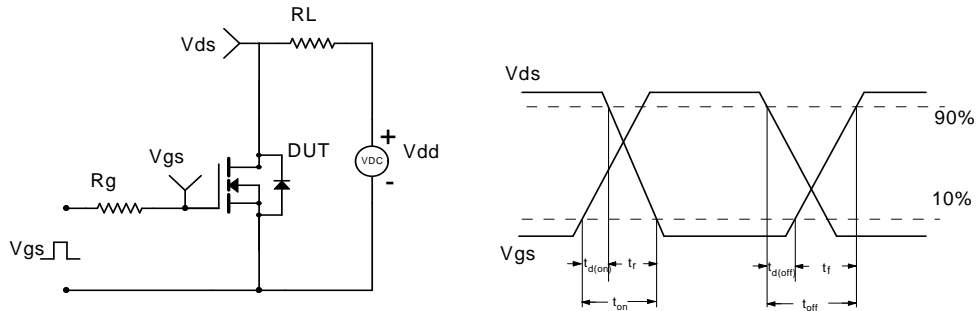 RL
Vds
Vgs
DUT
VDC
+
-
Vdd
Rg
Vgs
Vds
90%
10%
Vgs
td(on)
tr
ton
td(off)
tf
toff